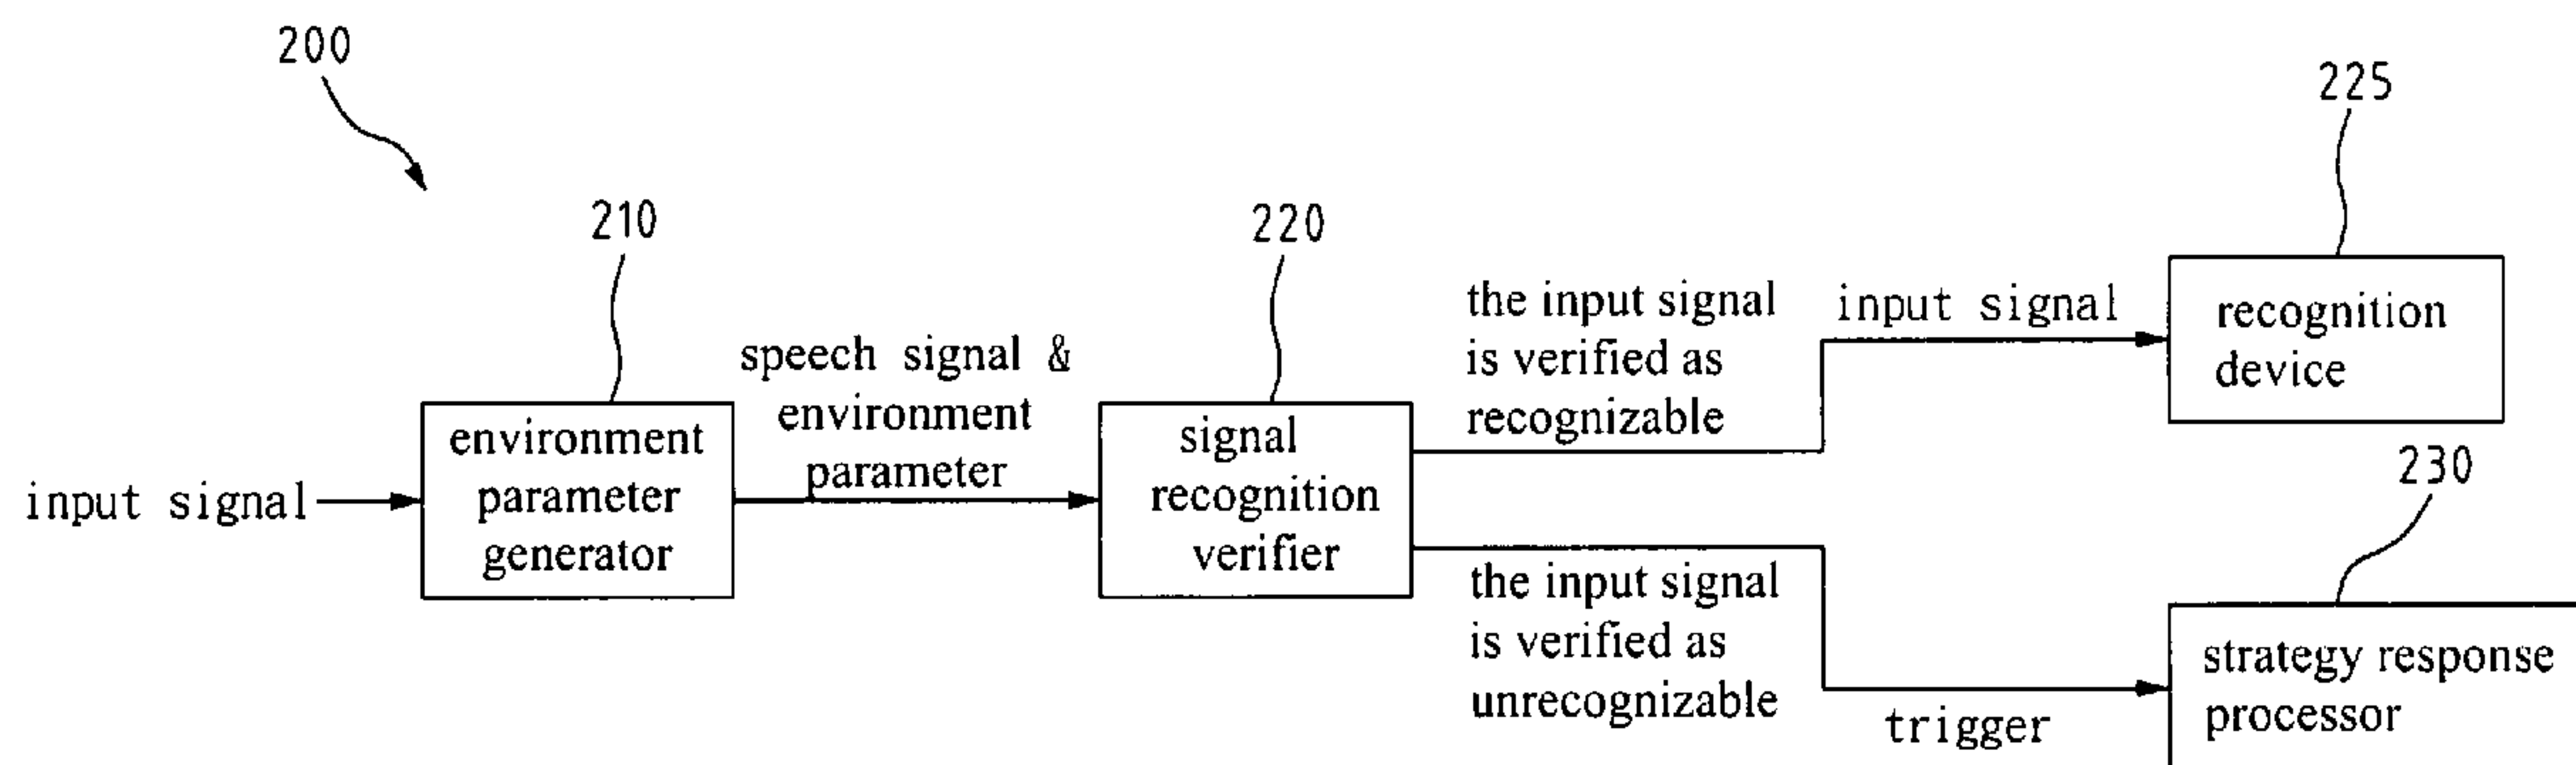 200
225
210
220
the input signal
is verified as
recognizable
input signal
recognition
device
speech signal &
environment
parameter
environment
parameter
generator
input signal
signal
recognition
verifier
230
the input signal
is verified as
unrecognizable
trigger
strategy response
processor